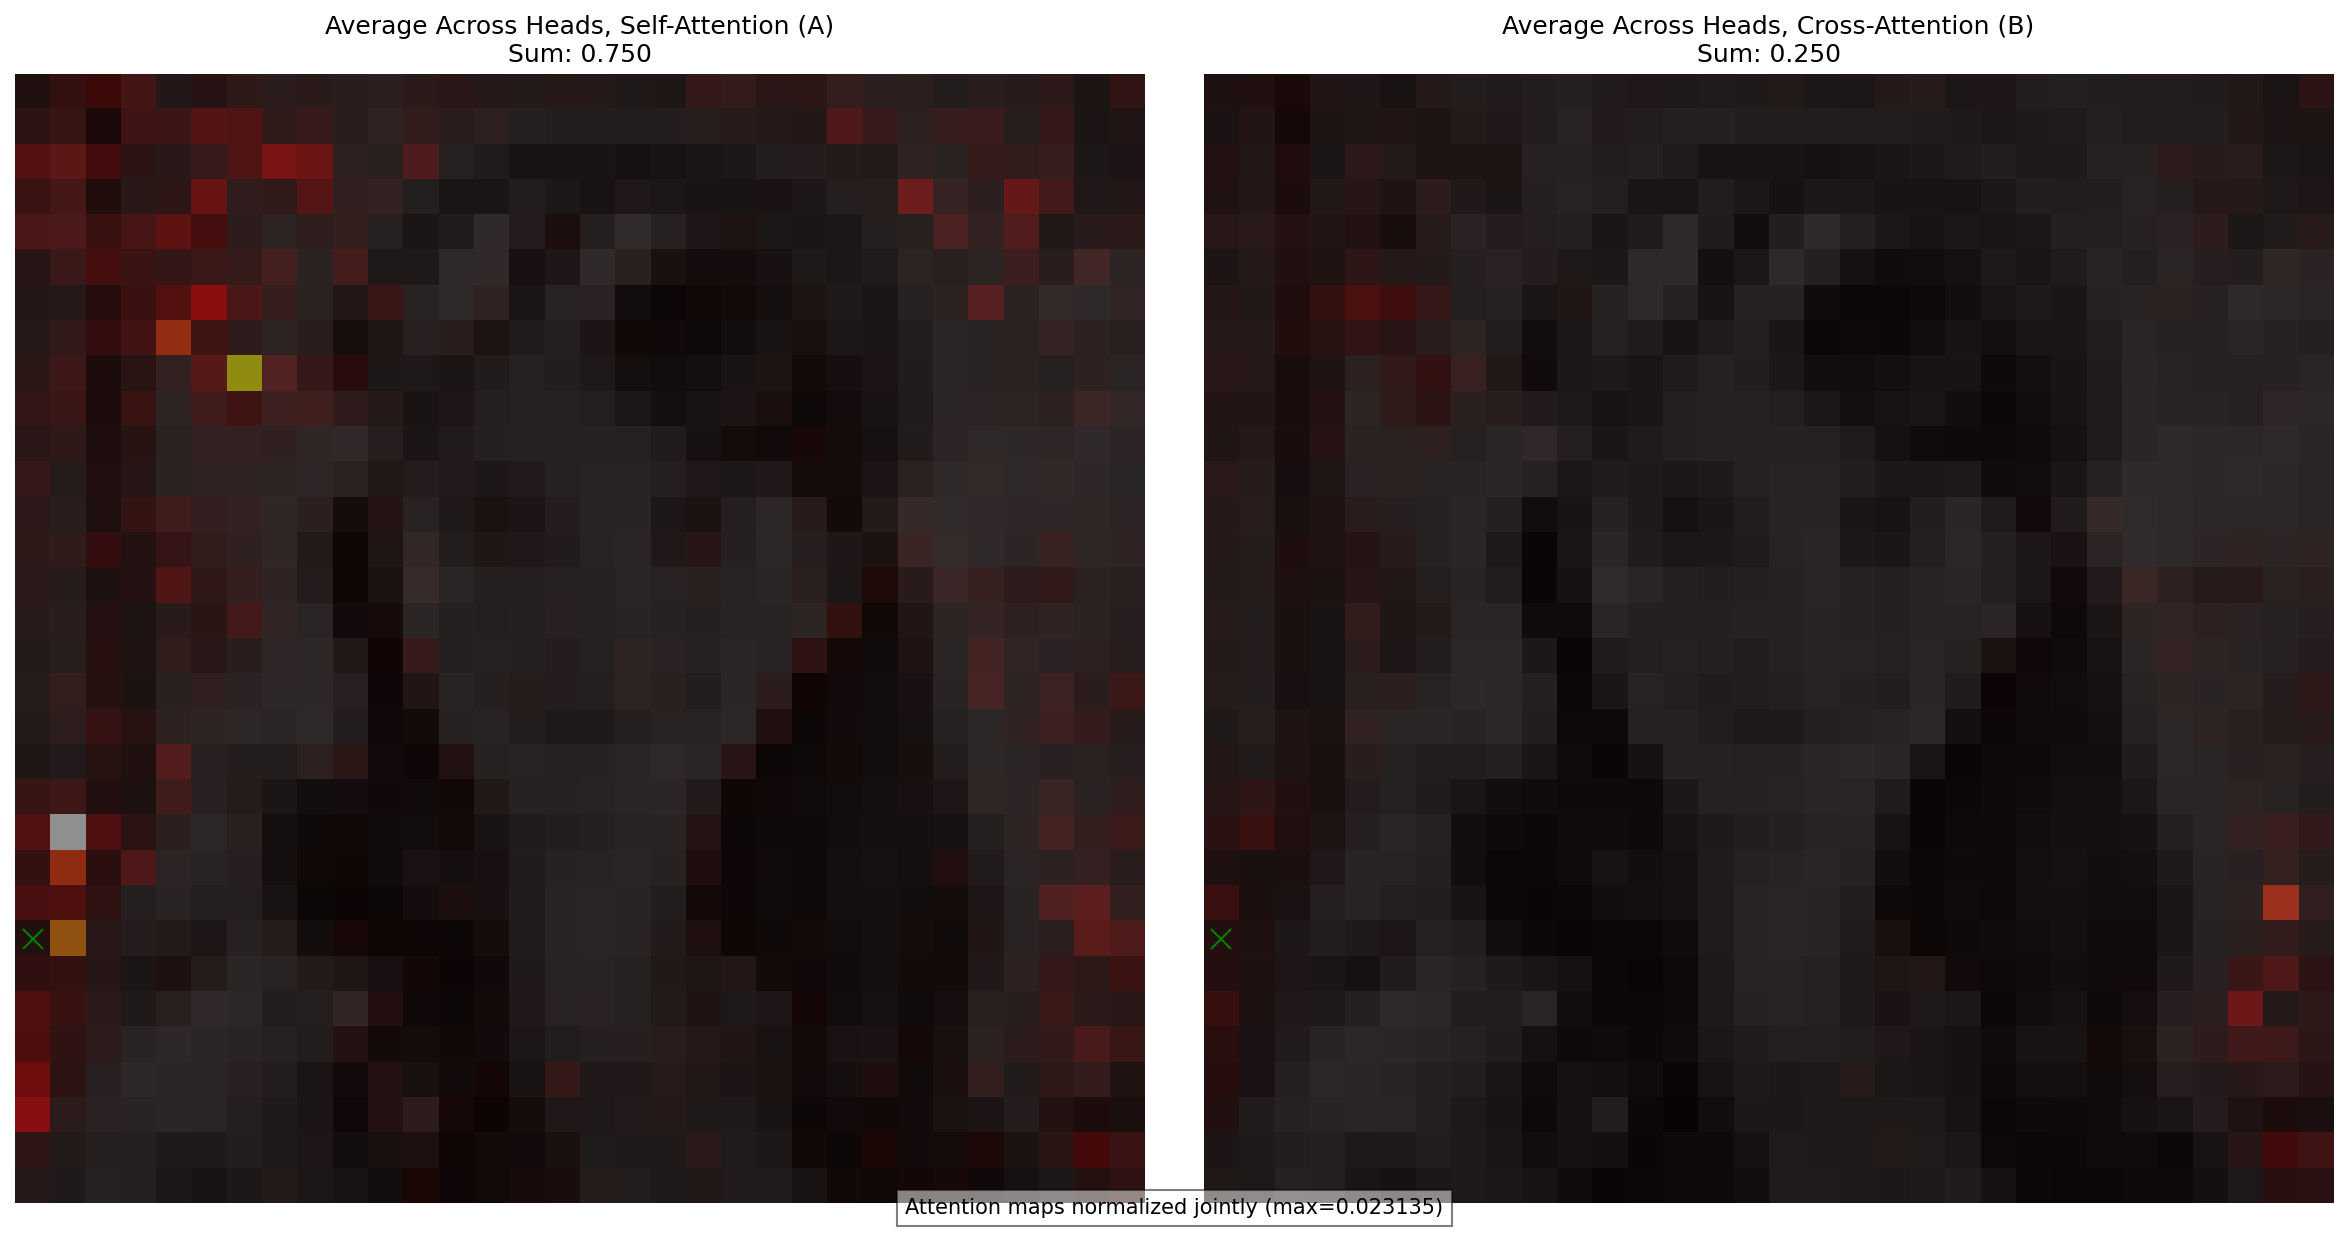 Average Across Heads, Self-Attention (A)
Sum: 0.750
Average Across Heads, Cross-Attention (B)
Sum: 0.250
Attention maps normalized jointly (max=0.023135)